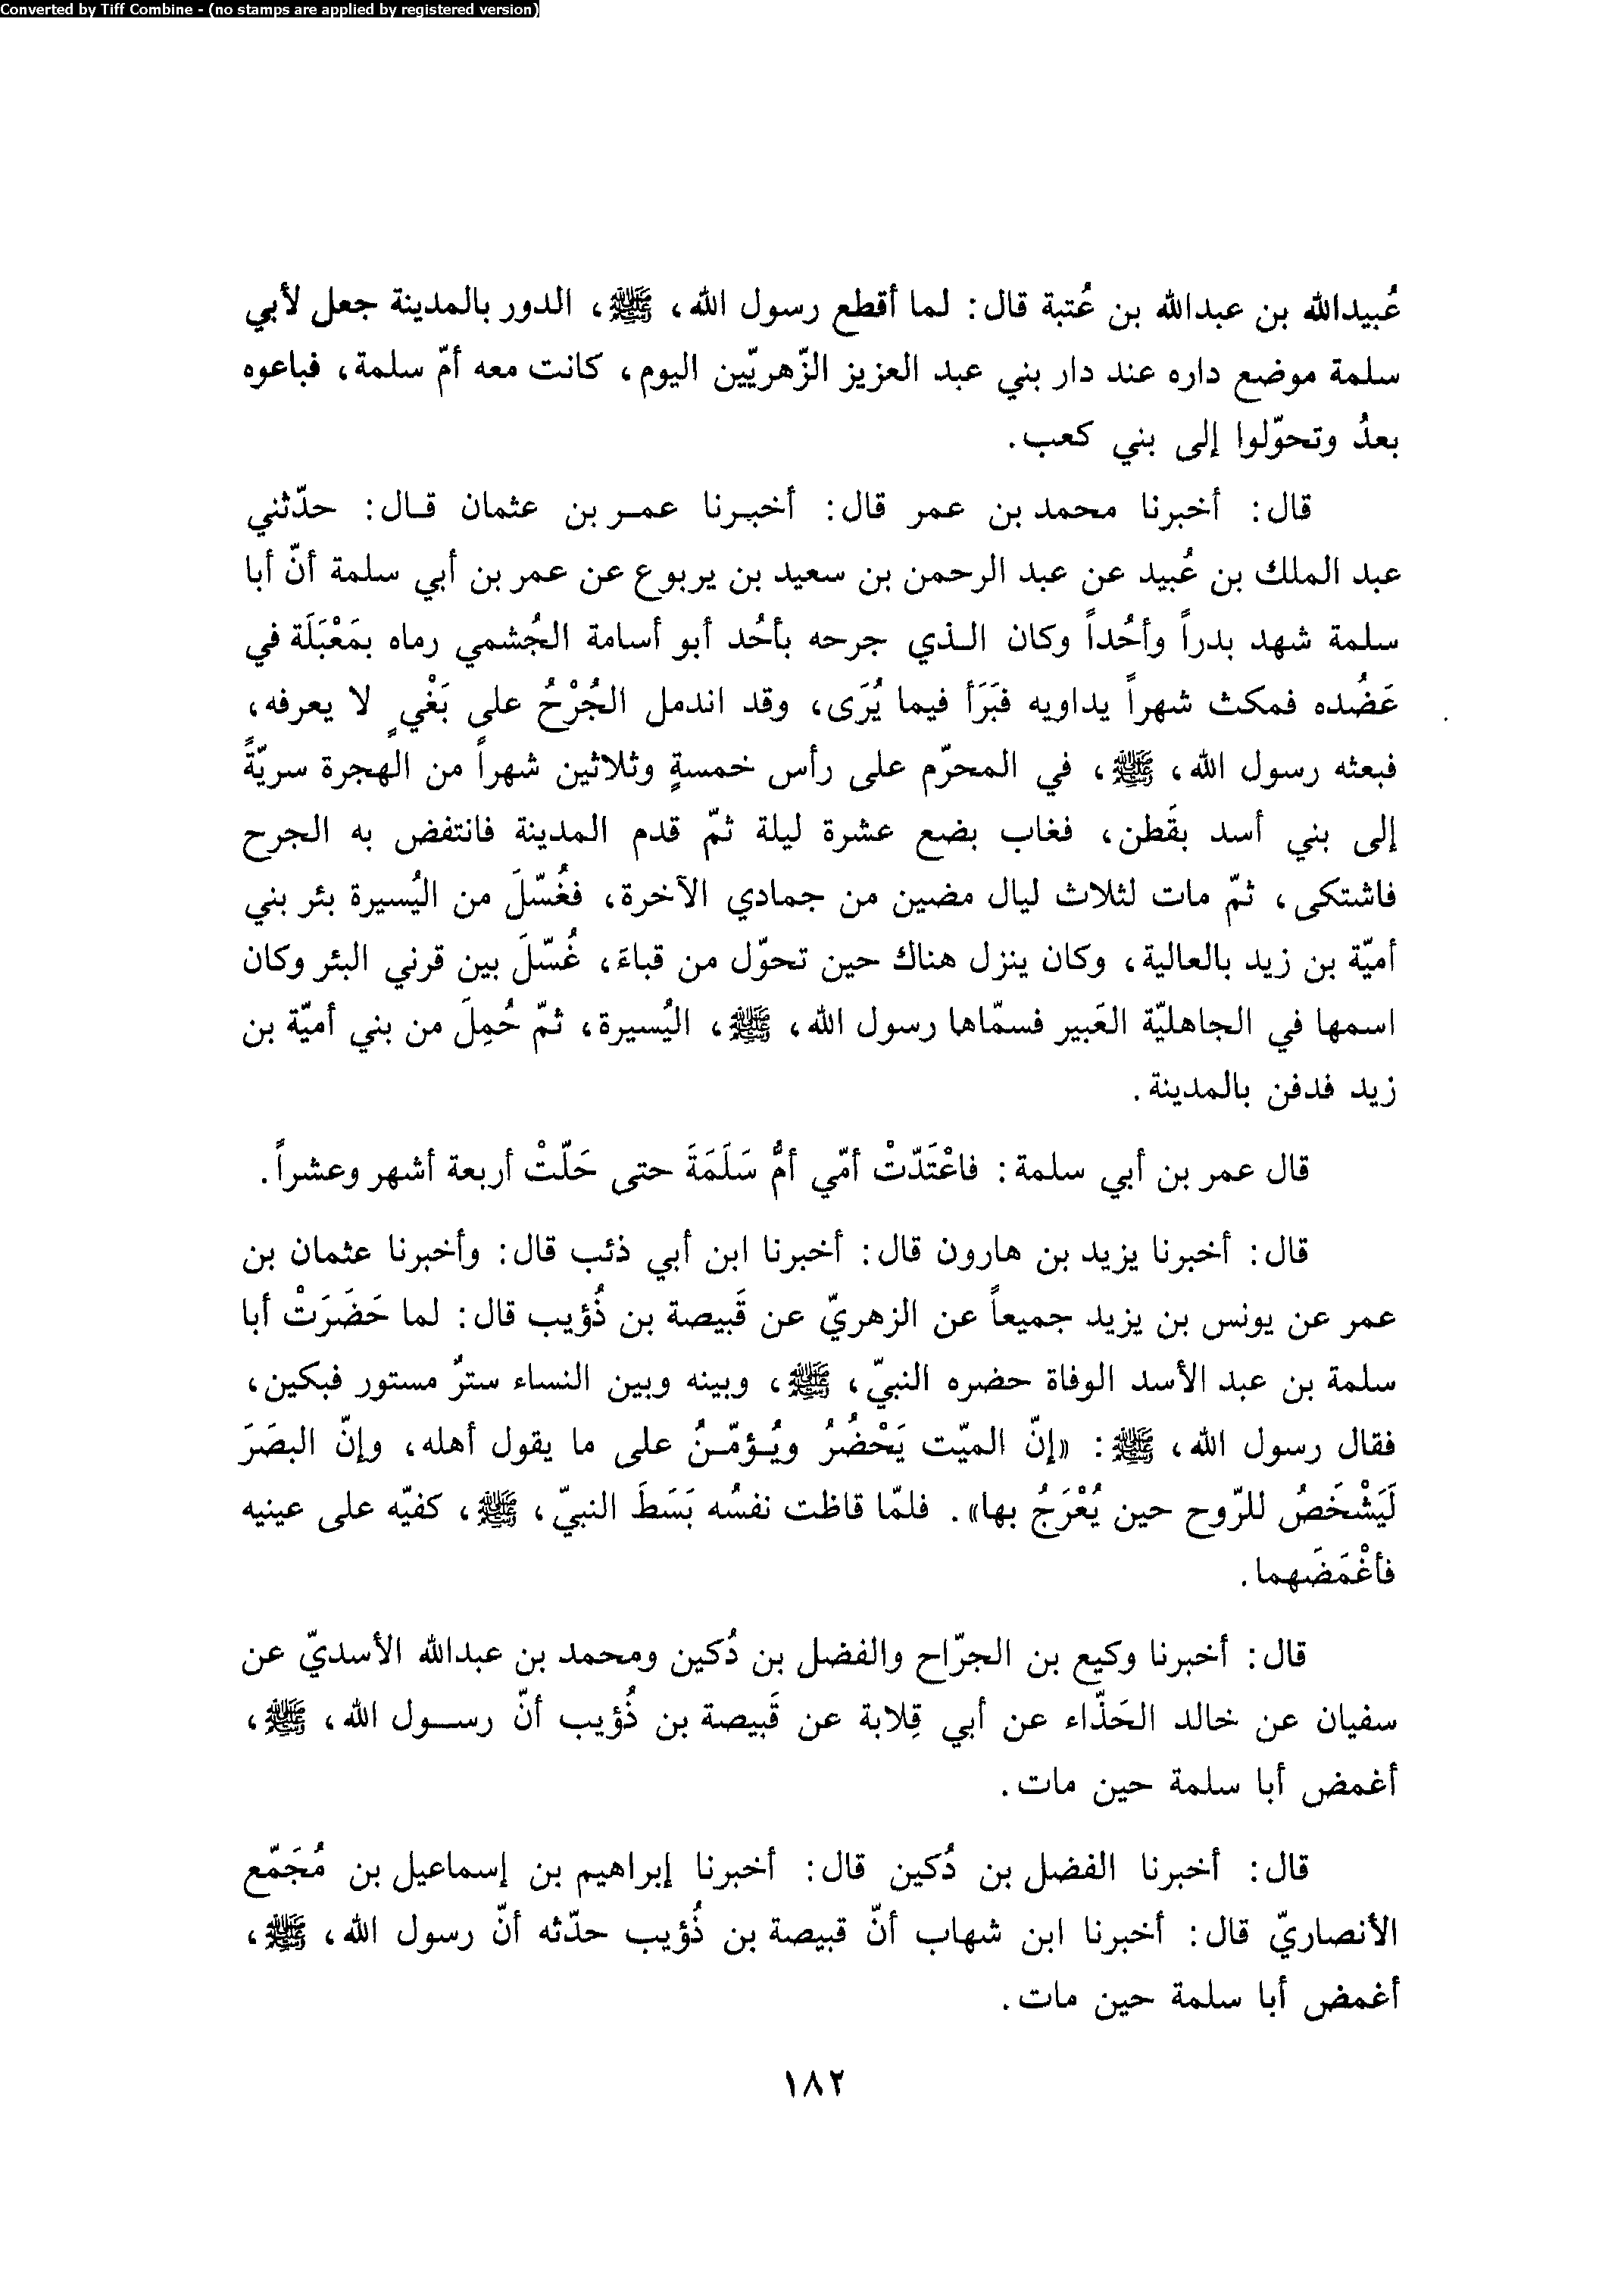 Converted by Tiff Combine - (no stamps are applied by registered version)
عُبيدالله بن عبدالله بن عُتبة قال: لما أقطع رسول الله، ﷺ، الدور بالمدينة جعل لأبي
سلمة موضع داره عند دار بني عبد العزيز الزّهريّين اليوم، كانت معه أمّ سلمة، فباعوه
بعدُ وتحوّلوا إلى بني كعب.
قال: أخبرنا محمد بن عمر قال: أخبـرنا عمـر بن عثمان قـال: حدّثني
عبد الملك بن عُبيد عن عبد الرحمن بن سعيد بن يربوع عن عمر بن أبي سلمة أنّ أبا
سلمة شهد بدراً وأُحُداً وكان الـذي جرحه بأُحُد أبو أسامة الجُشمي رماه بمَعْبَلَة في
عَضُده فمكث شهراً يداويه فبَرَأ فيما يُرَى، وقد اندمل الجُرْحُ على بَغْيٍ لا يعرفه،
فبعثه رسول الله، ﷺ، في المحرّم على رأس خمسةٍ وثلاثين شهراً من الهجرة سريّةً
إلى بني أسد بقَطن، فغاب بضع عشرة ليلة ثمّ قدم المدينة فانتفض به الجرح
فاشتكى، ثمّ مات لثلاث ليال مضين من جمادي الآخرة، فغُسّلَ من اليُسيرة بئر بني
أميّة بن زيد بالعالية، وكان ينزل هناك حين تحوّل من قباءَ، غُسّلَ بين قرني البئر وكان
اسمها في الجاهليّة العَبير فسمّاها رسول الله، ﷺ، اليُسيرة، ثمّ حُمِلَ من بني أميّة بن
زيد فدفن بالمدينة.
قال عمر بن أبي سلمة: فاعْتَدّتْ أمّي أمُّ سَلَمَةَ حتى حَلّتْ أربعة أشهر وعشراً.
قال: أخبرنا يزيد بن هارون قال: أخبرنا ابن أبي ذئب قال: وأخبرنا عثمان بن
عمر عن يونس بن يزيد جميعاً عن الزهريّ عن قَبيصة بن ذُؤيب قال: لما حَضَرَتْ أبا
سلمة بن عبد الأسد الوفاة حضره النبيّ، ﷺ، وبينه وبين النساء سترٌ مستور فبكين،
فقال رسول الله، ﷺ: «إنّ الميّت يَحْضُرُ ويُـؤمّـنُ على ما يقول أهله، وإنّ البصَرَ
لَيَشْخَصُ للرّوح حين يُعْرَجُ بها». فلمّا قاظت نفسُه بَسَطَ النبيّ، ﷺ، كفيّه على عينيه
فأغْمَضَهما.
قال: أخبرنا وكيع بن الجرّاح والفضل بن دُكين ومحمد بن عبدالله الأسديّ عن
سفيان عن خالد الحَذّاء عن أبي قِلابة عن قَبيصة بن ذُؤيب أنّ رسـول الله، ﷺ،
أغمض أبا سلمة حين مات.
قال: أخبرنا الفضل بن دُكين قال: أخبرنا إبراهيم بن إسماعيل بن مُجَمّع
الأنصاريّ قال: أخبرنا ابن شهاب أنّ قبيصة بن ذُؤيب حدّثه أنّ رسول الله، ﷺ،
أغمض أبا سلمة حين مات.
١٨٢